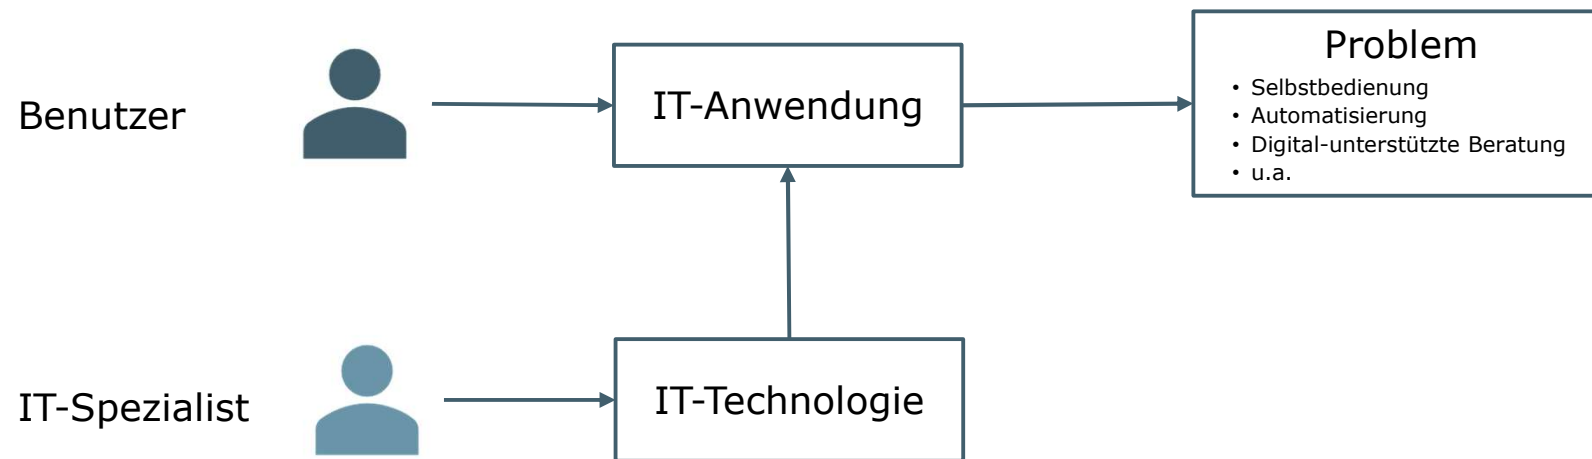 Benutzer
IT-Anwendung
Problem
• Selbstbedienung
• Automatisierung
• Digital-unterstützte Beratung
• u.a.
IT-Spezialist
IT-Technologie